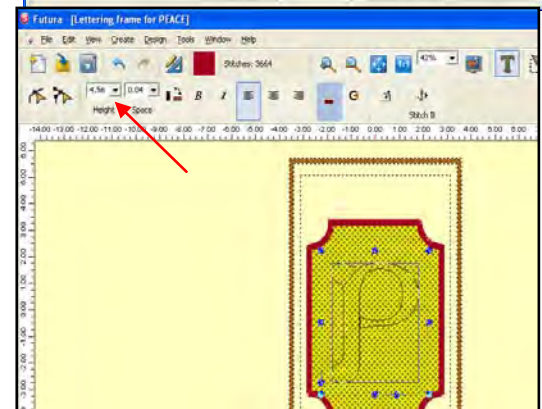 Futura - [Lettering frame for PEACE]
File Edit View Create Design Tools Window Help
Stitches: 3664
42%
T
4.56
0.04
B
I
G
Height
Space
Stitch B
-14.00 -13.00 -12.00 -11.00 -10.00 -9.00 -8.00 -7.00 -6.00 -5.00 -4.00 -3.00 -2.00 -1.00 0.00 1.00 2.00 3.00 4.00 5.00 6.00
P